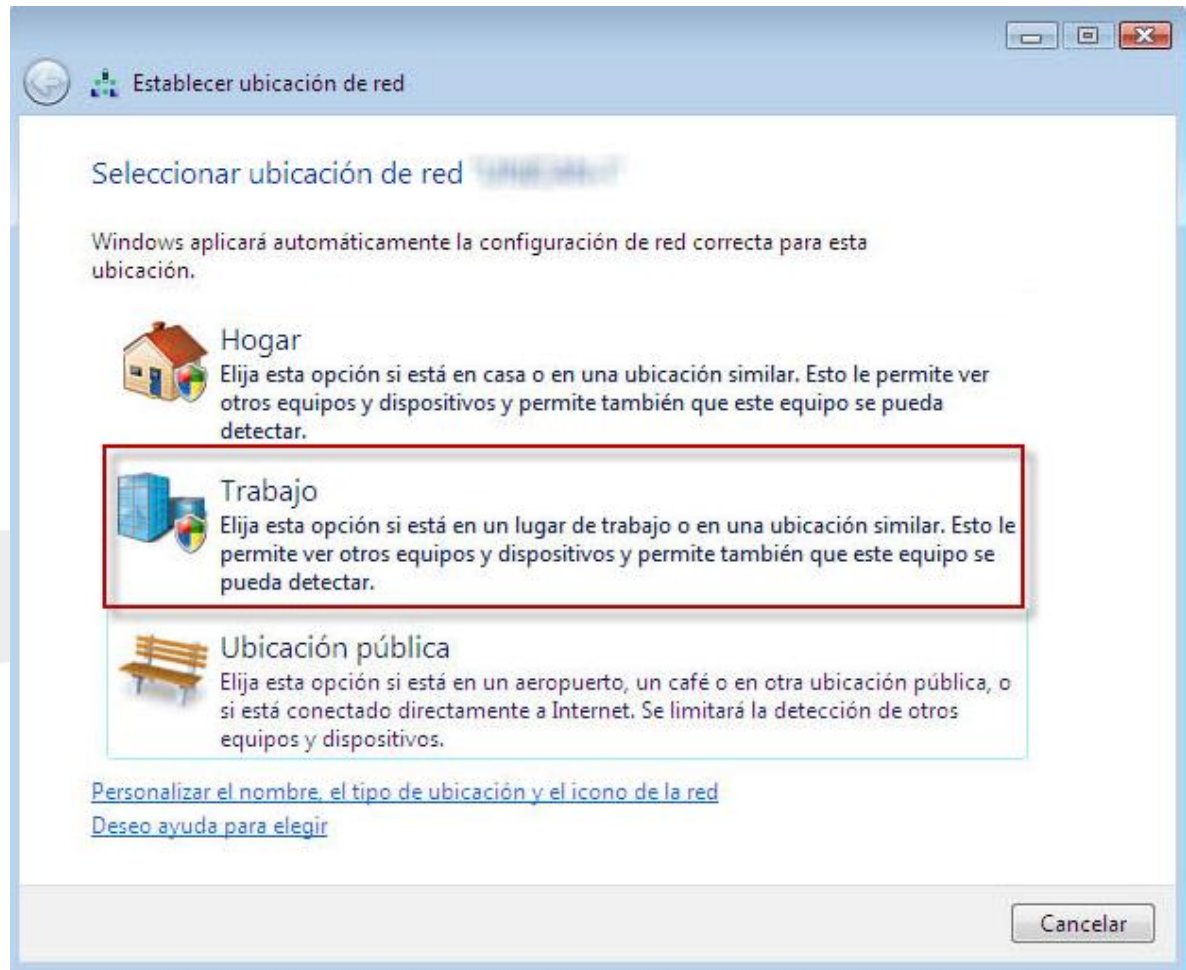 Establecer ubicación de red
Seleccionar ubicación de red
Windows aplicará automáticamente la configuración de red correcta para esta
ubicación.
Hogar
Elija esta opción si está en casa o en una ubicación similar. Esto le permite ver
otros equipos y dispositivos y permite también que este equipo se pueda
detectar.
Trabajo
Elija esta opción si está en un lugar de trabajo o en una ubicación similar. Esto le
permite ver otros equipos y dispositivos y permite también que este equipo se
pueda detectar.
Ubicación pública
Elija esta opción si está en un aeropuerto, un café o en otra ubicación pública, o
si está conectado directamente a Internet. Se limitará la detección de otros
equipos y dispositivos.
Personalizar el nombre, el tipo de ubicación y el icono de la red
Deseo ayuda para elegir
Cancelar